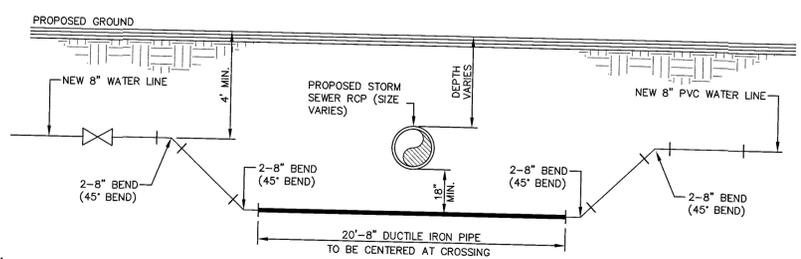 PROPOSED GROUND
4' MIN.
DEPTH
VARIES
NEW 8" WATER LINE
PROPOSED STORM
SEWER RCP (SIZE
VARIES)
NEW 8" PVC WATER LINE
2-8" BEND
(45° BEND)
2-8" BEND
(45° BEND)
18"
MIN.
2-8" BEND
(45° BEND)
2-8" BEND
(45° BEND)
20'-8" DUCTILE IRON PIPE
TO BE CENTERED AT CROSSING